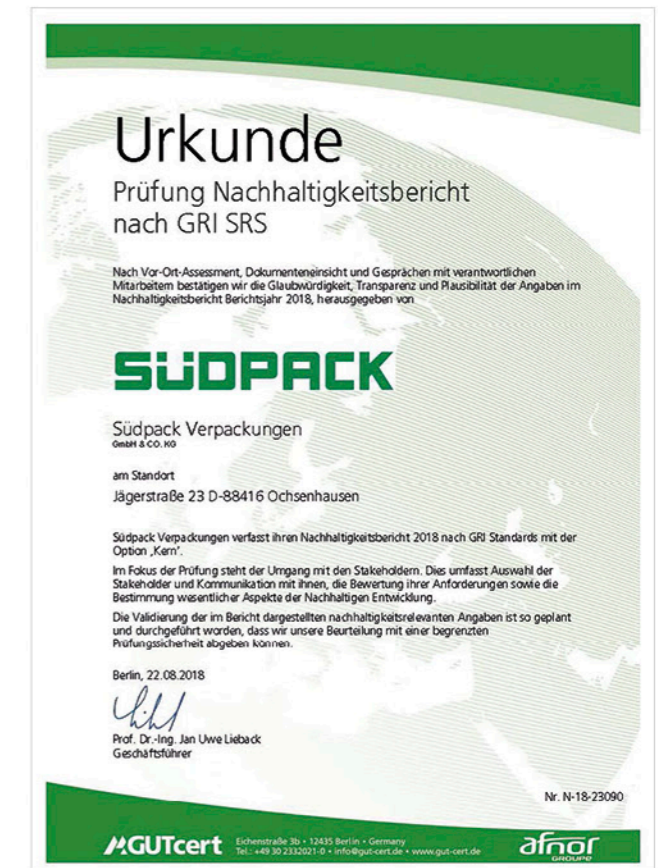 Urkunde
Prüfung Nachhaltigkeitsbericht
nach GRI SRS
Nach Vor-Ort-Assessment, Dokumenteneinsicht und Gesprächen mit verantwortlichen
Mitarbeitern bestätigen wir die Glaubwürdigkeit, Transparenz und Plausibilität der Angaben im
Nachhaltigkeitsbericht Berichtsjahr 2018, herausgegeben von
SÜDPACK
Südpack Verpackungen
GmbH & CO. KG
am Standort
Jägerstraße 23 D-88416 Ochsenhausen
Südpack Verpackungen verfasst ihren Nachhaltigkeitsbericht 2018 nach GRI Standards mit der
Option ‚Kern‘.
Im Fokus der Prüfung steht der Umgang mit den Stakeholdern. Dies umfasst Auswahl der
Stakeholder und Kommunikation mit ihnen, die Bewertung ihrer Anforderungen sowie die
Bestimmung wesentlicher Aspekte der Nachhaltigen Entwicklung.
Die Validierung der im Bericht dargestellten nachhaltigkeitsrelevanten Angaben ist so geplant
und durchgeführt worden, dass wir unsere Beurteilung mit einer begrenzten
Prüfungssicherheit abgeben können.
Berlin, 22.08.2018
Prof. Dr.-Ing. Jan Uwe Lieback
Geschäftsführer
Nr. N-18-23090
GUTcert
Eichenstraße 3b • 12435 Berlin • Germany
Tel.: +49 30 2332021-0 • info@gut-cert.de • www.gut-cert.de
afnor
GROUPE